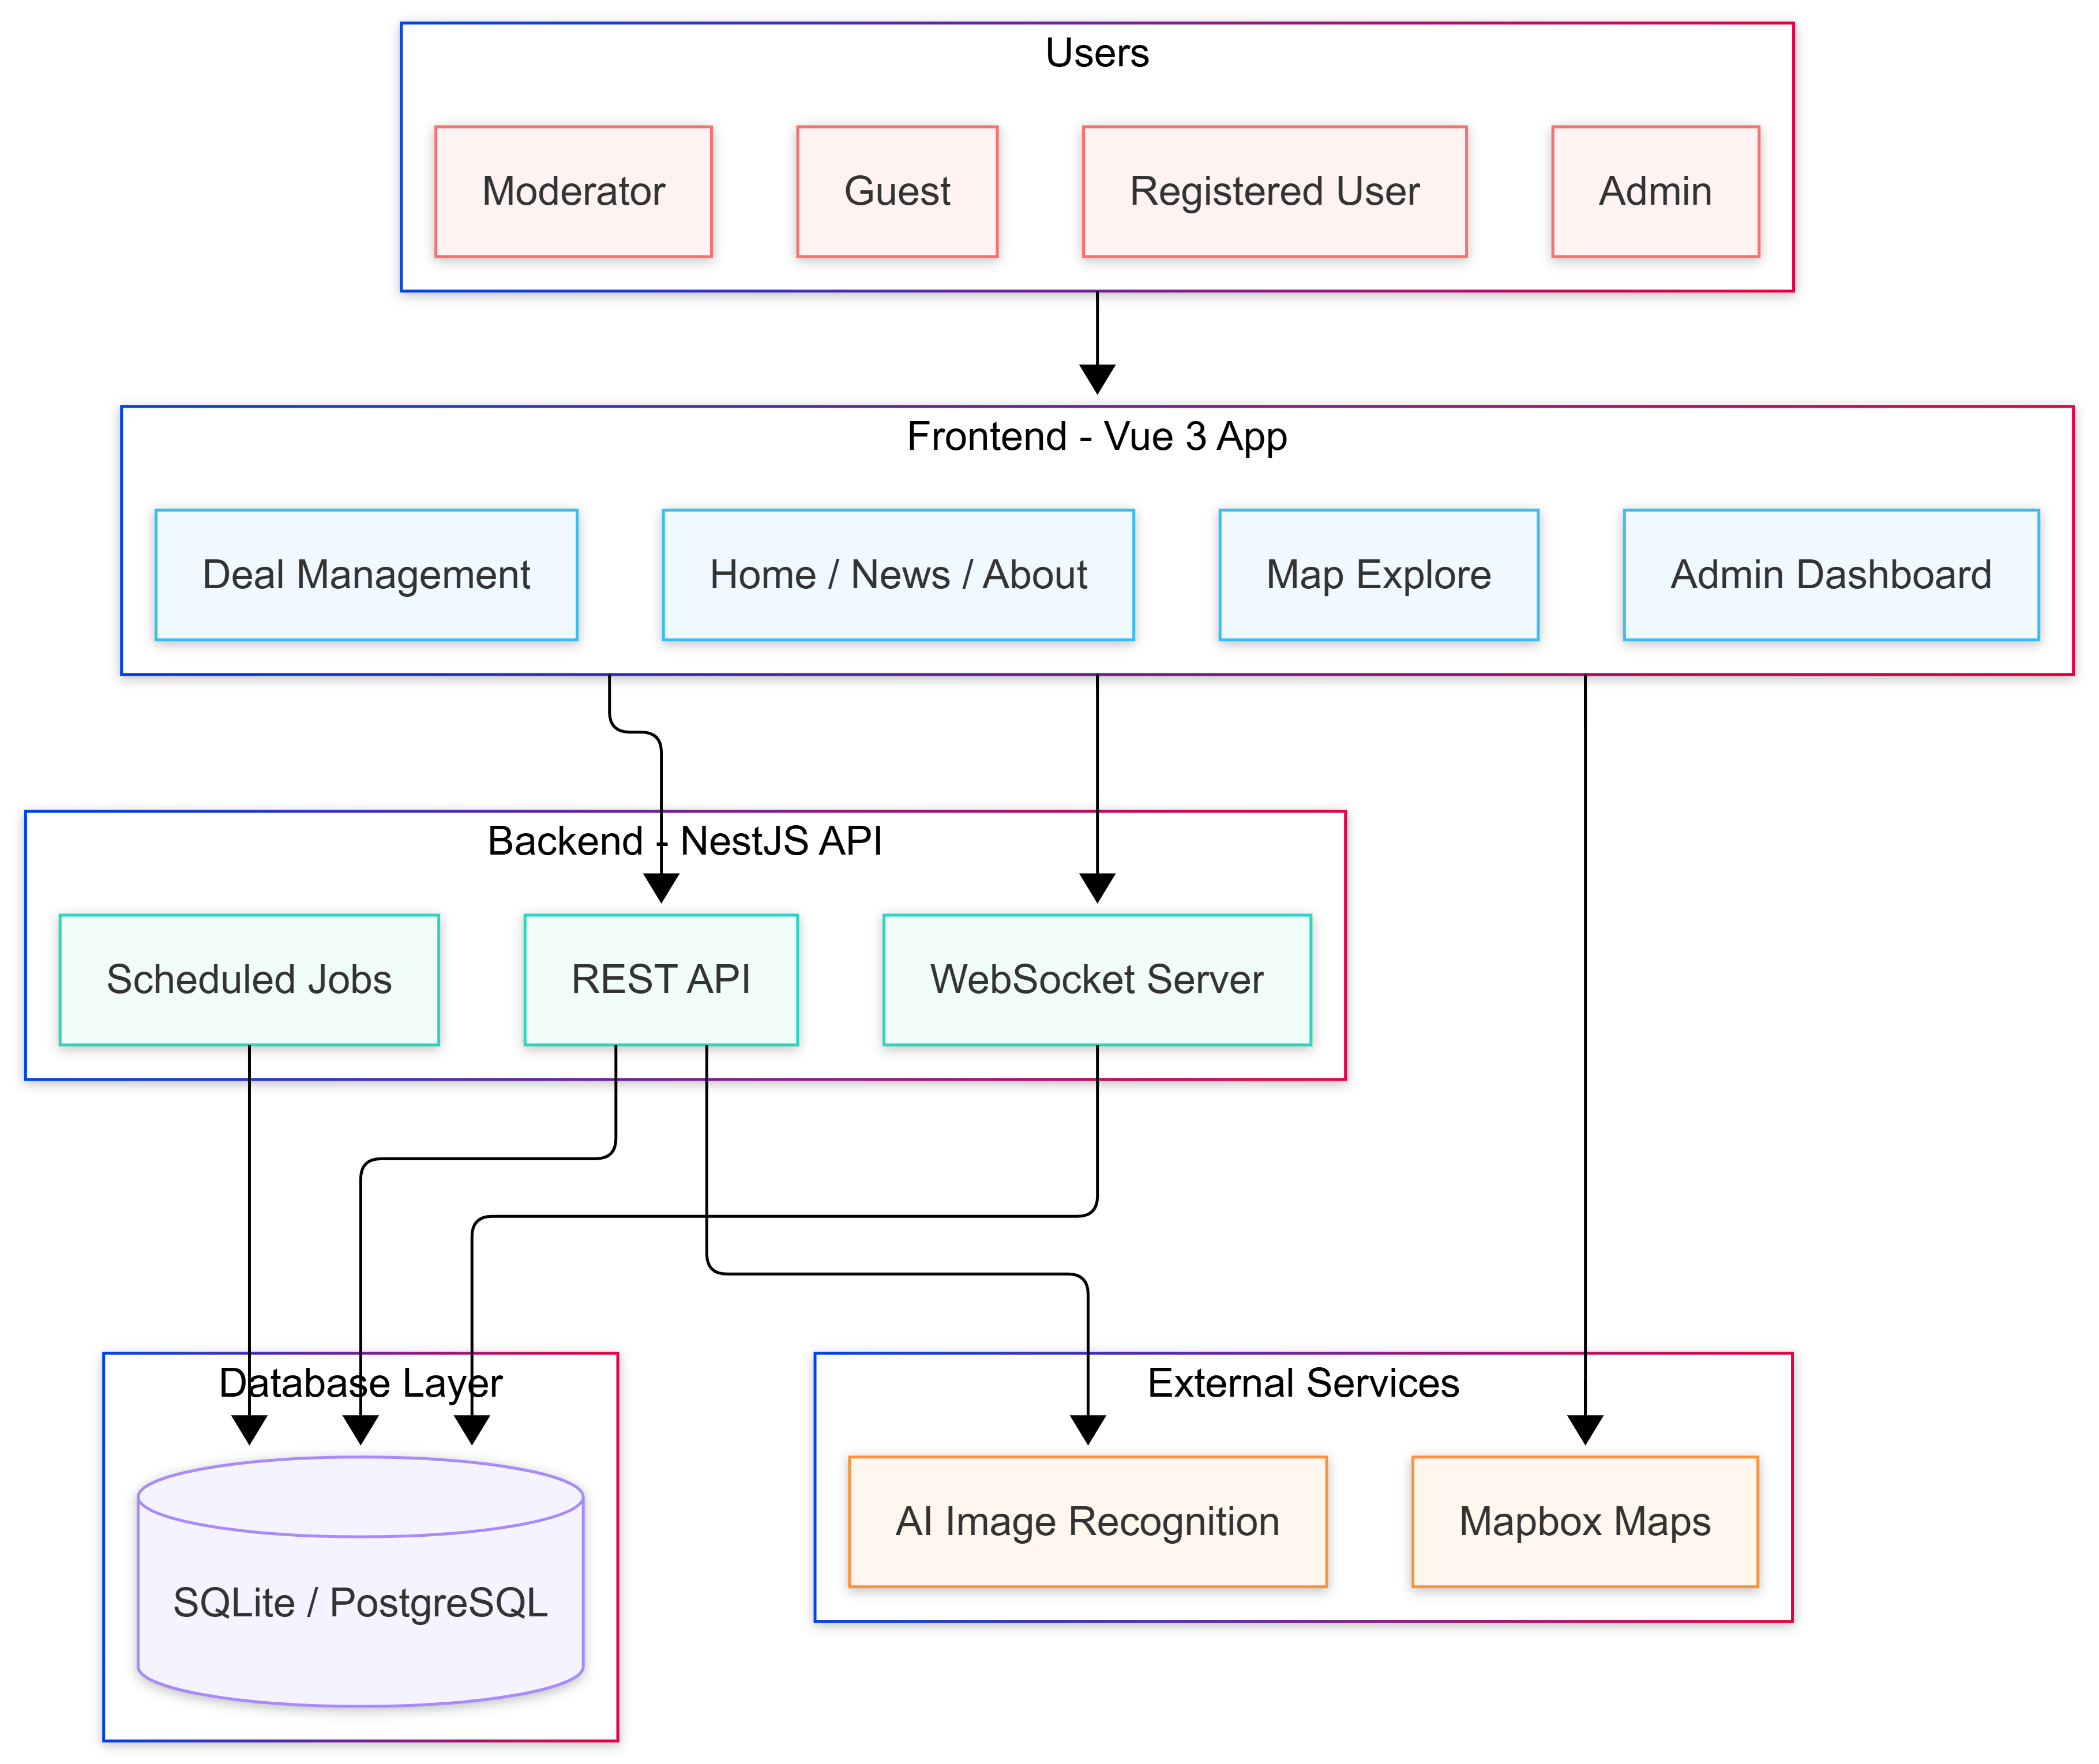 Users
Moderator
Guest
Registered User
Admin
Frontend - Vue 3 App
Deal Management
Home / News / About
Map Explore
Admin Dashboard
Backend - NestJS API
Scheduled Jobs
REST API
WebSocket Server
Database Layer
SQLite / PostgreSQL
External Services
AI Image Recognition
Mapbox Maps